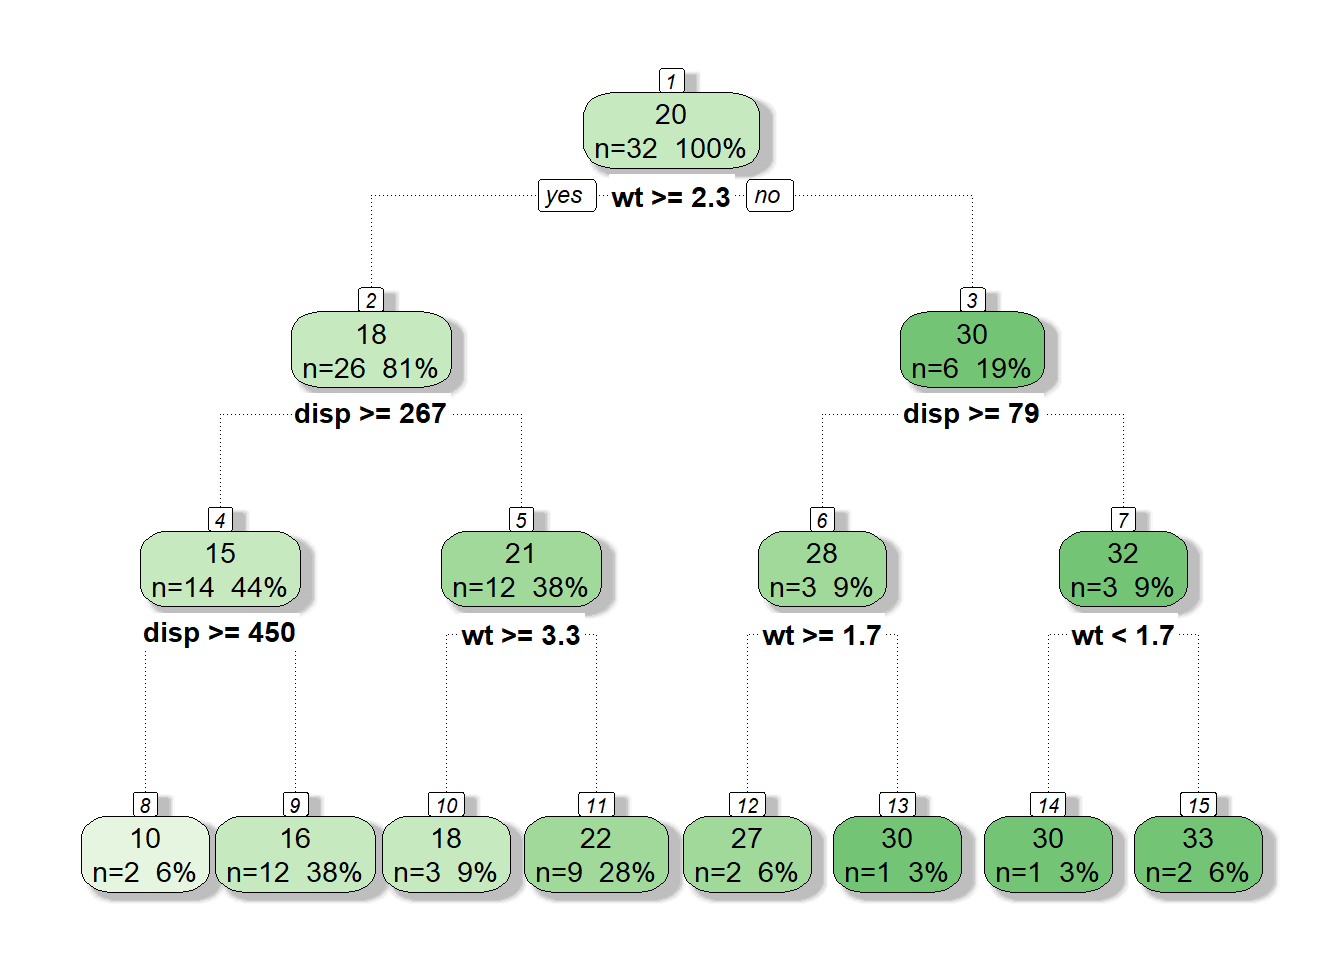 1
20
n=32 100%
yes wt >= 2.3 no
2 3
18 30
n=26 81% n=6 19%
disp >= 267 disp >= 79
4 5 6 7
15 21 28 32
n=14 44% n=12 38% n=3 9% n=3 9%
disp >= 450 wt >= 3.3 wt >= 1.7 wt < 1.7
8 9 10 11 12 13 14 15
10 16 18 22 27 30 30 33
n=2 6% n=12 38% n=3 9% n=9 28% n=2 6% n=1 3% n=1 3% n=2 6%